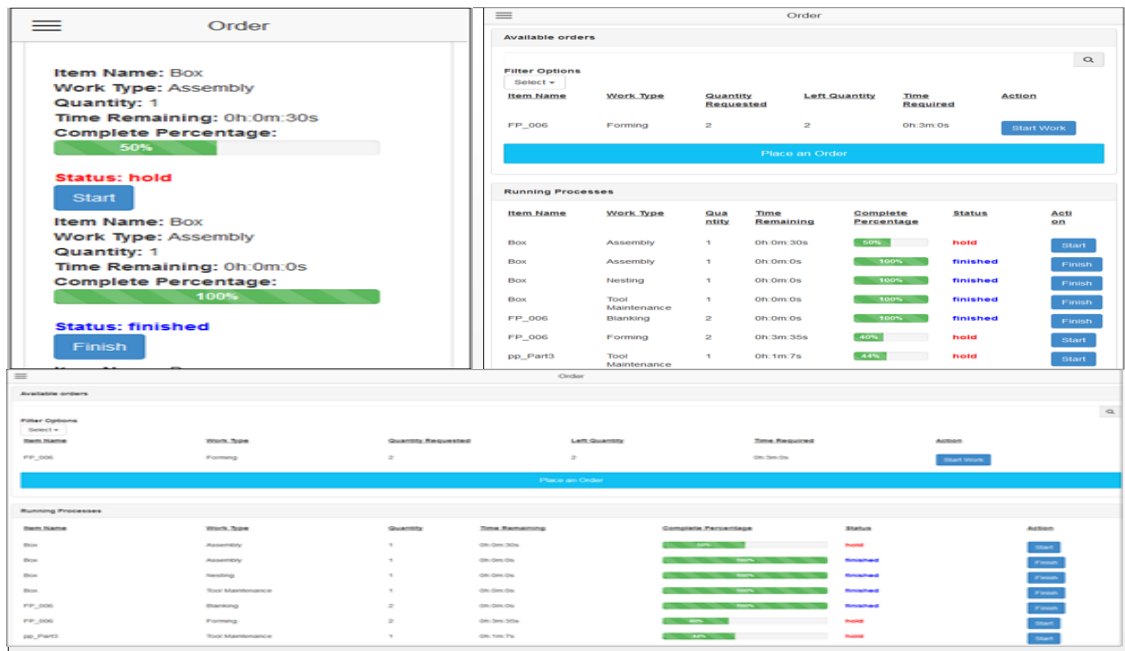 Order
Item Name: Box
Work Type: Assembly
Quantity: 1
Time Remaining: 0h:0m:30s
Complete Percentage:
50%
Status: hold
Start
Item Name: Box
Work Type: Assembly
Quantity: 1
Time Remaining: 0h:0m:0s
Complete Percentage:
100%
Status: finished
Finish
Order
Available orders
Filter Options
Select
Item Name Work Type Quantity Requested Left Quantity Time Required Action
FP_006 Forming 2 2 0h:3m:0s Start Work
Place an Order
Running Processes
Item Name Work Type Qua ntity Time Remaining Complete Percentage Status Acti on
Box Assembly 1 0h:0m:30s 50% hold Start
Box Assembly 1 0h:0m:0s 100% finished Finish
Box Nesting 1 0h:0m:0s 100% finished Finish
Box Tool Maintenance 1 0h:0m:0s 100% finished Finish
FP_006 Blanking 2 0h:0m:0s 100% finished Finish
FP_006 Forming 2 0h:3m:35s 40% hold Start
pp_Part3 Tool Maintenance 1 0h:1m:7s 44% hold Start
Order
Available orders
Filter Options
Select
Item Name Work Type Quantity Requested Left Quantity Time Required Action
FP_006 Forming 2 2 0h:3m:0s Start Work
Place an Order
Running Processes
Item Name Work Type Quantity Time Remaining Complete Percentage Status Action
Box Assembly 1 0h:0m:30s 50% hold Start
Box Assembly 1 0h:0m:0s 100% finished Finish
Box Nesting 1 0h:0m:0s 100% finished Finish
Box Tool Maintenance 1 0h:0m:0s 100% finished Finish
FP_006 Blanking 2 0h:0m:0s 100% finished Finish
FP_006 Forming 2 0h:3m:35s 40% hold Start
pp_Part3 Tool Maintenance 1 0h:1m:7s 44% hold Start